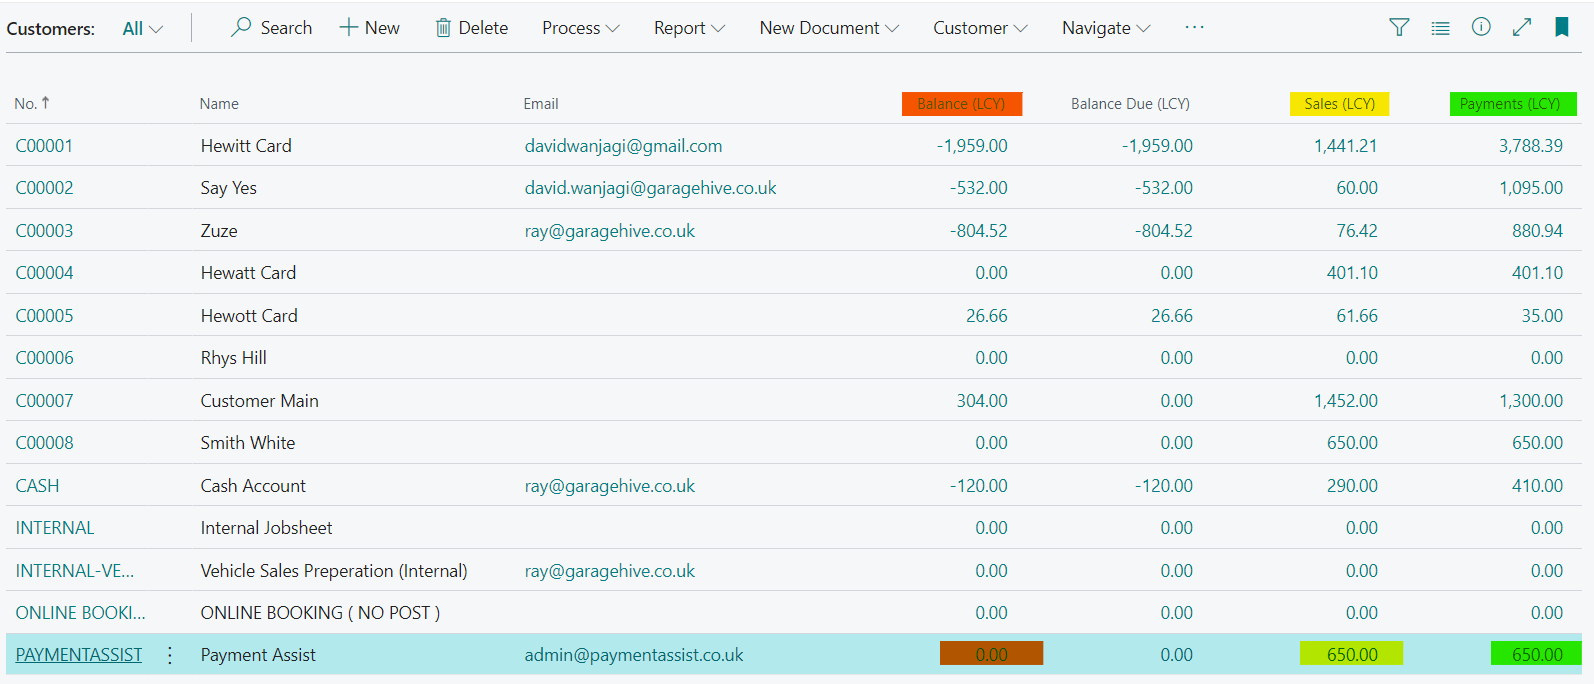 Customers: All Search New Delete Process Report New Document Customer Navigate ...
No. ↑ Name Email Balance (LCY) Balance Due (LCY) Sales (LCY) Payments (LCY)
C00001 Hewitt Card davidwanjagi@gmail.com -1,959.00 -1,959.00 1,441.21 3,788.39
C00002 Say Yes david.wanjagi@garagehive.co.uk -532.00 -532.00 60.00 1,095.00
C00003 Zuze ray@garagehive.co.uk -804.52 -804.52 76.42 880.94
C00004 Hewatt Card 0.00 0.00 401.10 401.10
C00005 Hewott Card 26.66 26.66 61.66 35.00
C00006 Rhys Hill 0.00 0.00 0.00 0.00
C00007 Customer Main 304.00 0.00 1,452.00 1,300.00
C00008 Smith White 0.00 0.00 650.00 650.00
CASH Cash Account ray@garagehive.co.uk -120.00 -120.00 290.00 410.00
INTERNAL Internal Jobsheet 0.00 0.00 0.00 0.00
INTERNAL-VE... Vehicle Sales Preperation (Internal) ray@garagehive.co.uk 0.00 0.00 0.00 0.00
ONLINE BOOKI... ONLINE BOOKING ( NO POST ) 0.00 0.00 0.00 0.00
PAYMENTASSIST Payment Assist admin@paymentassist.co.uk 0.00 0.00 650.00 650.00